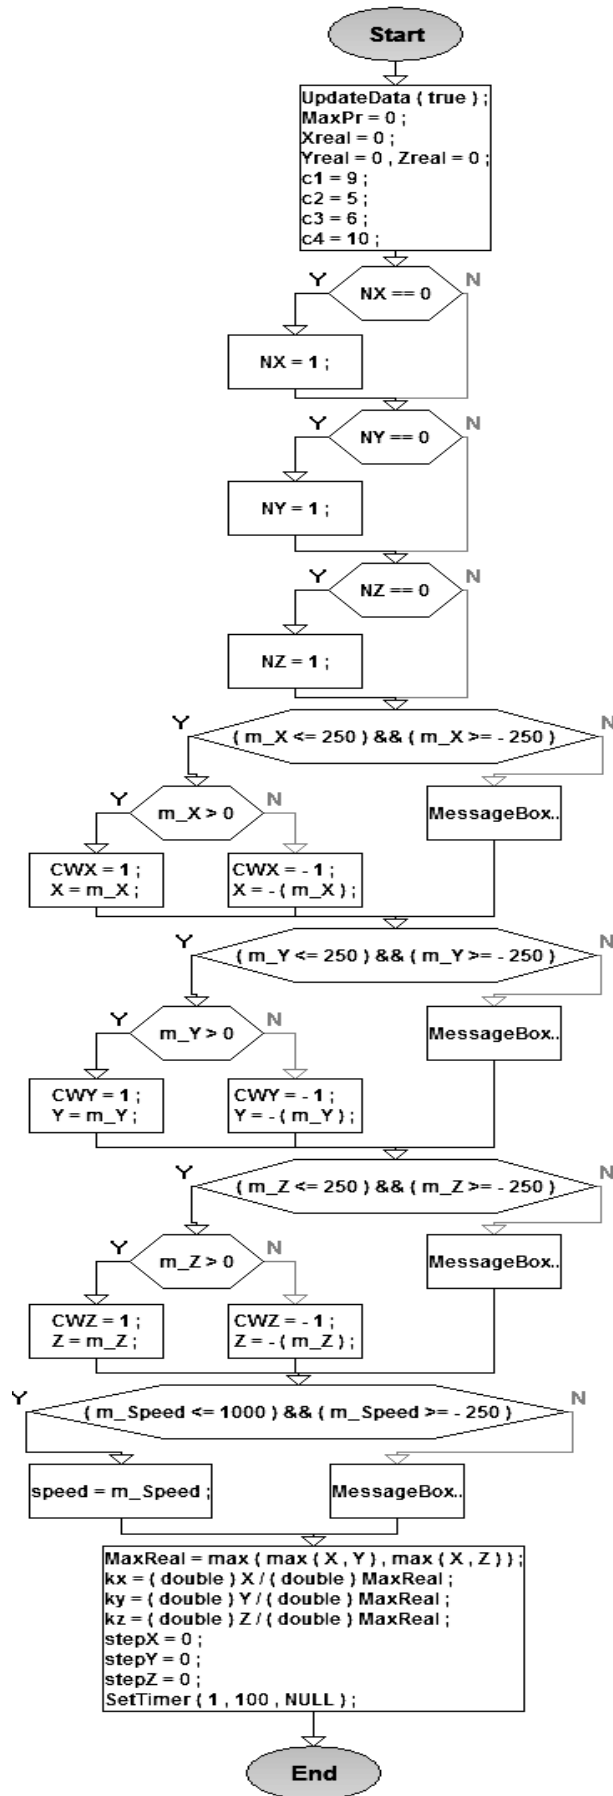 Start
UpdateData ( true ) ;
MaxPr = 0 ;
Xreal = 0 ;
Yreal = 0 , Zreal = 0 ;
c1 = 9 ;
c2 = 5 ;
c3 = 6 ;
c4 = 10 ;
Y
NX == 0
N
NX = 1 ;
Y
NY == 0
N
NY = 1 ;
Y
NZ == 0
N
NZ = 1 ;
Y
( m_X <= 250 ) && ( m_X >= - 250 )
N
Y
m_X > 0
N
MessageBox..
CWX = 1 ;
X = m_X ;
CWX = - 1 ;
X = - ( m_X ) ;
Y
( m_Y <= 250 ) && ( m_Y >= - 250 )
N
Y
m_Y > 0
N
MessageBox..
CWY = 1 ;
Y = m_Y ;
CWY = - 1 ;
Y = - ( m_Y ) ;
Y
( m_Z <= 250 ) && ( m_Z >= - 250 )
N
Y
m_Z > 0
N
MessageBox..
CWZ = 1 ;
Z = m_Z ;
CWZ = - 1 ;
Z = - ( m_Z ) ;
Y
( m_Speed <= 1000 ) && ( m_Speed >= - 250 )
N
speed = m_Speed ;
MessageBox..
MaxReal = max ( max ( X , Y ) , max ( X , Z ) ) ;
kx = ( double ) X / ( double ) MaxReal ;
ky = ( double ) Y / ( double ) MaxReal ;
kz = ( double ) Z / ( double ) MaxReal ;
stepX = 0 ;
stepY = 0 ;
stepZ = 0 ;
SetTimer ( 1 , 100 , NULL ) ;
End